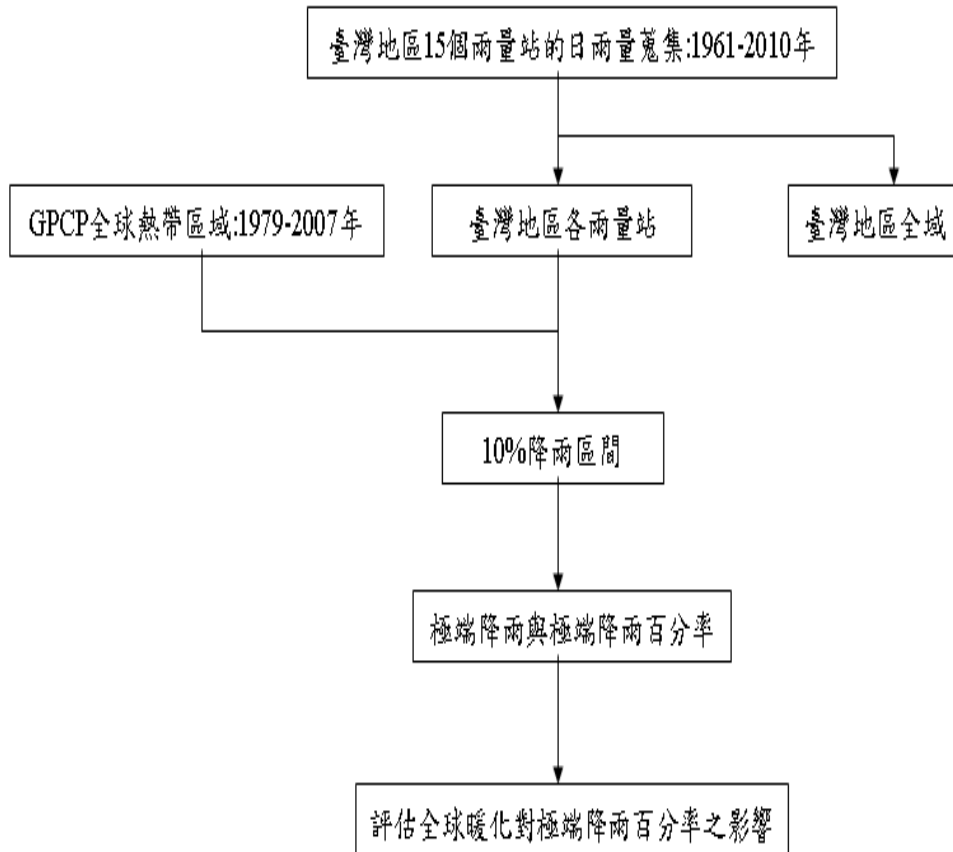 臺灣地區15個雨量站的日雨量蒐集:1961-2010年
GPCP全球熱帶區域:1979-2007年
臺灣地區各雨量站
臺灣地區全域
10%降雨區間
極端降雨與極端降雨百分率
評估全球暖化對極端降雨百分率之影響